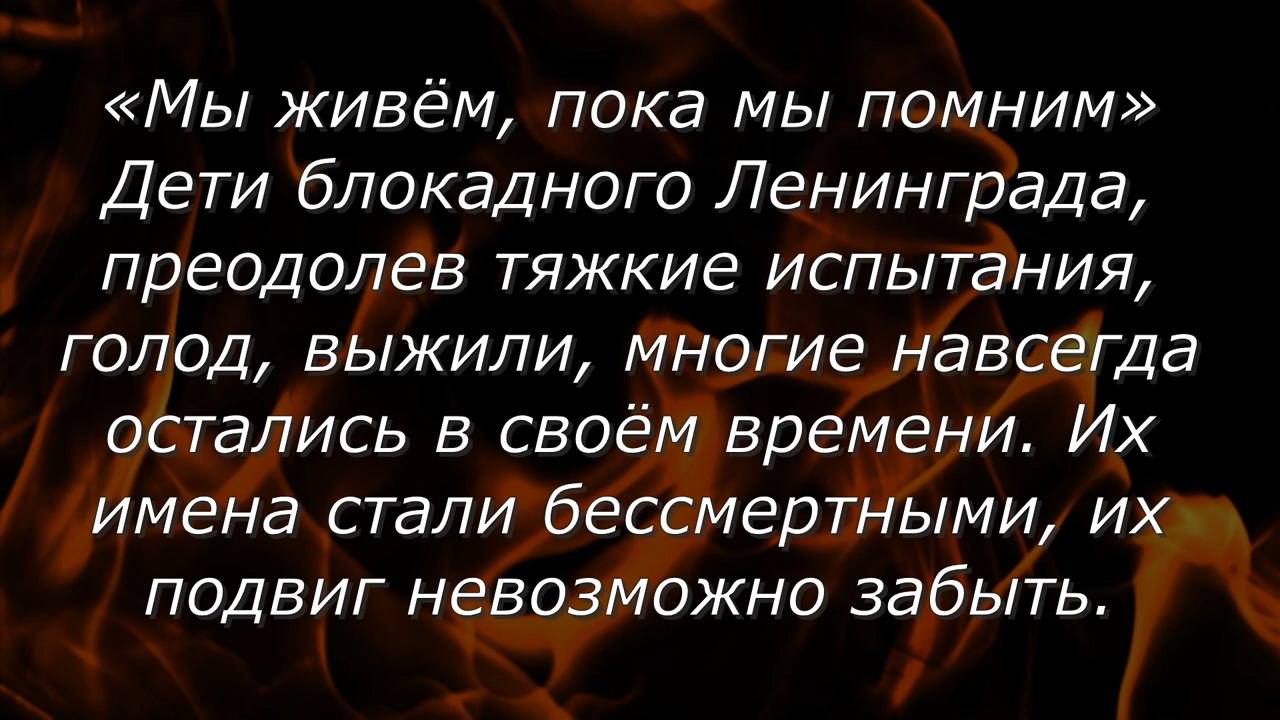 «Мы живём, пока мы помним»
Дети блокадного Ленинграда,
преодолев тяжкие испытания,
голод, выжили, многие навсегда
остались в своём времени. Их
имена стали бессмертными, их
подвиг невозможно забыть.